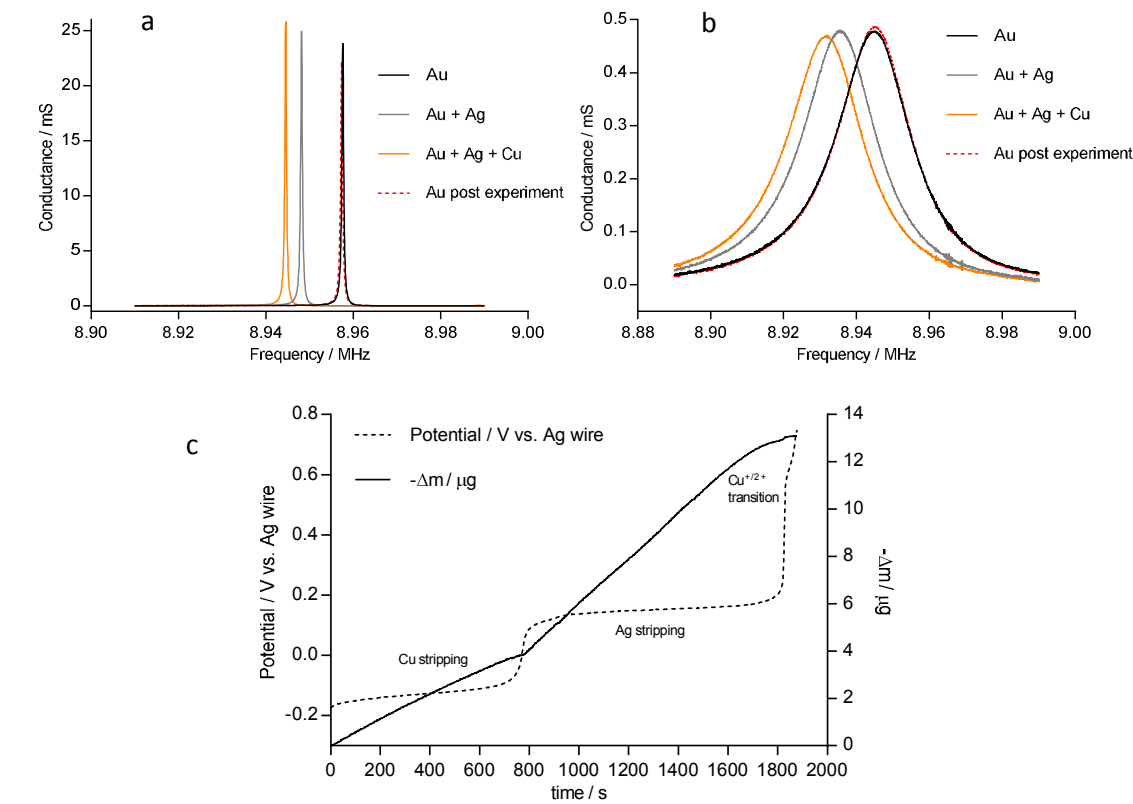 a
25
20
15
10
5
0
Conductance / mS
8.90
8.92
8.94
8.96
8.98
9.00
Frequency / MHz
Au
Au + Ag
Au + Ag + Cu
Au post experiment
b
0.5
0.4
0.3
0.2
0.1
0.0
Conductance / mS
8.88
8.90
8.92
8.94
8.96
8.98
9.00
Frequency / MHz
Au
Au + Ag
Au + Ag + Cu
Au post experiment
c
0.8
0.6
0.4
0.2
0.0
-0.2
Potential / V vs. Ag wire
Potential / V vs. Ag wire
-Δm / μg
Cu stripping
Ag stripping
Cu⁺/²⁺
transition
14
12
10
8
6
4
2
0
-Δm / μg
0
200
400
600
800
1000
1200
1400
1600
1800
2000
time / s